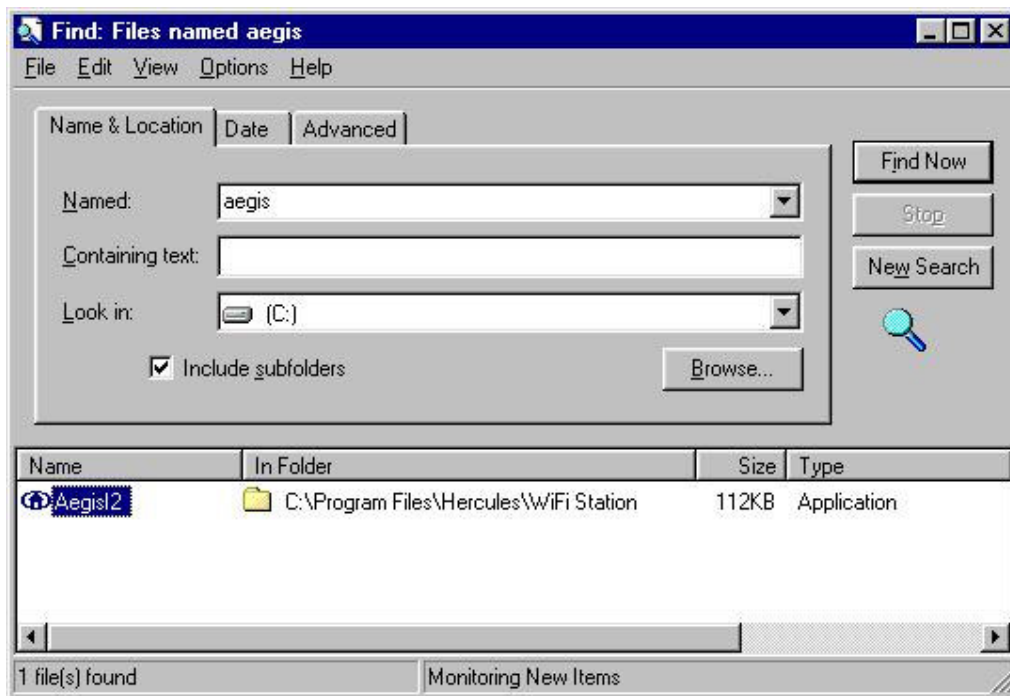 Find: Files named aegis
File Edit View Options Help
Name & Location Date Advanced
Find Now
Named: aegis
Stop
Containing text:
New Search
Look in: (C:)
Include subfolders
Browse...
Name In Folder Size Type
AegisI2 C:\Program Files\Hercules\WiFi Station 112KB Application
1 file(s) found Monitoring New Items